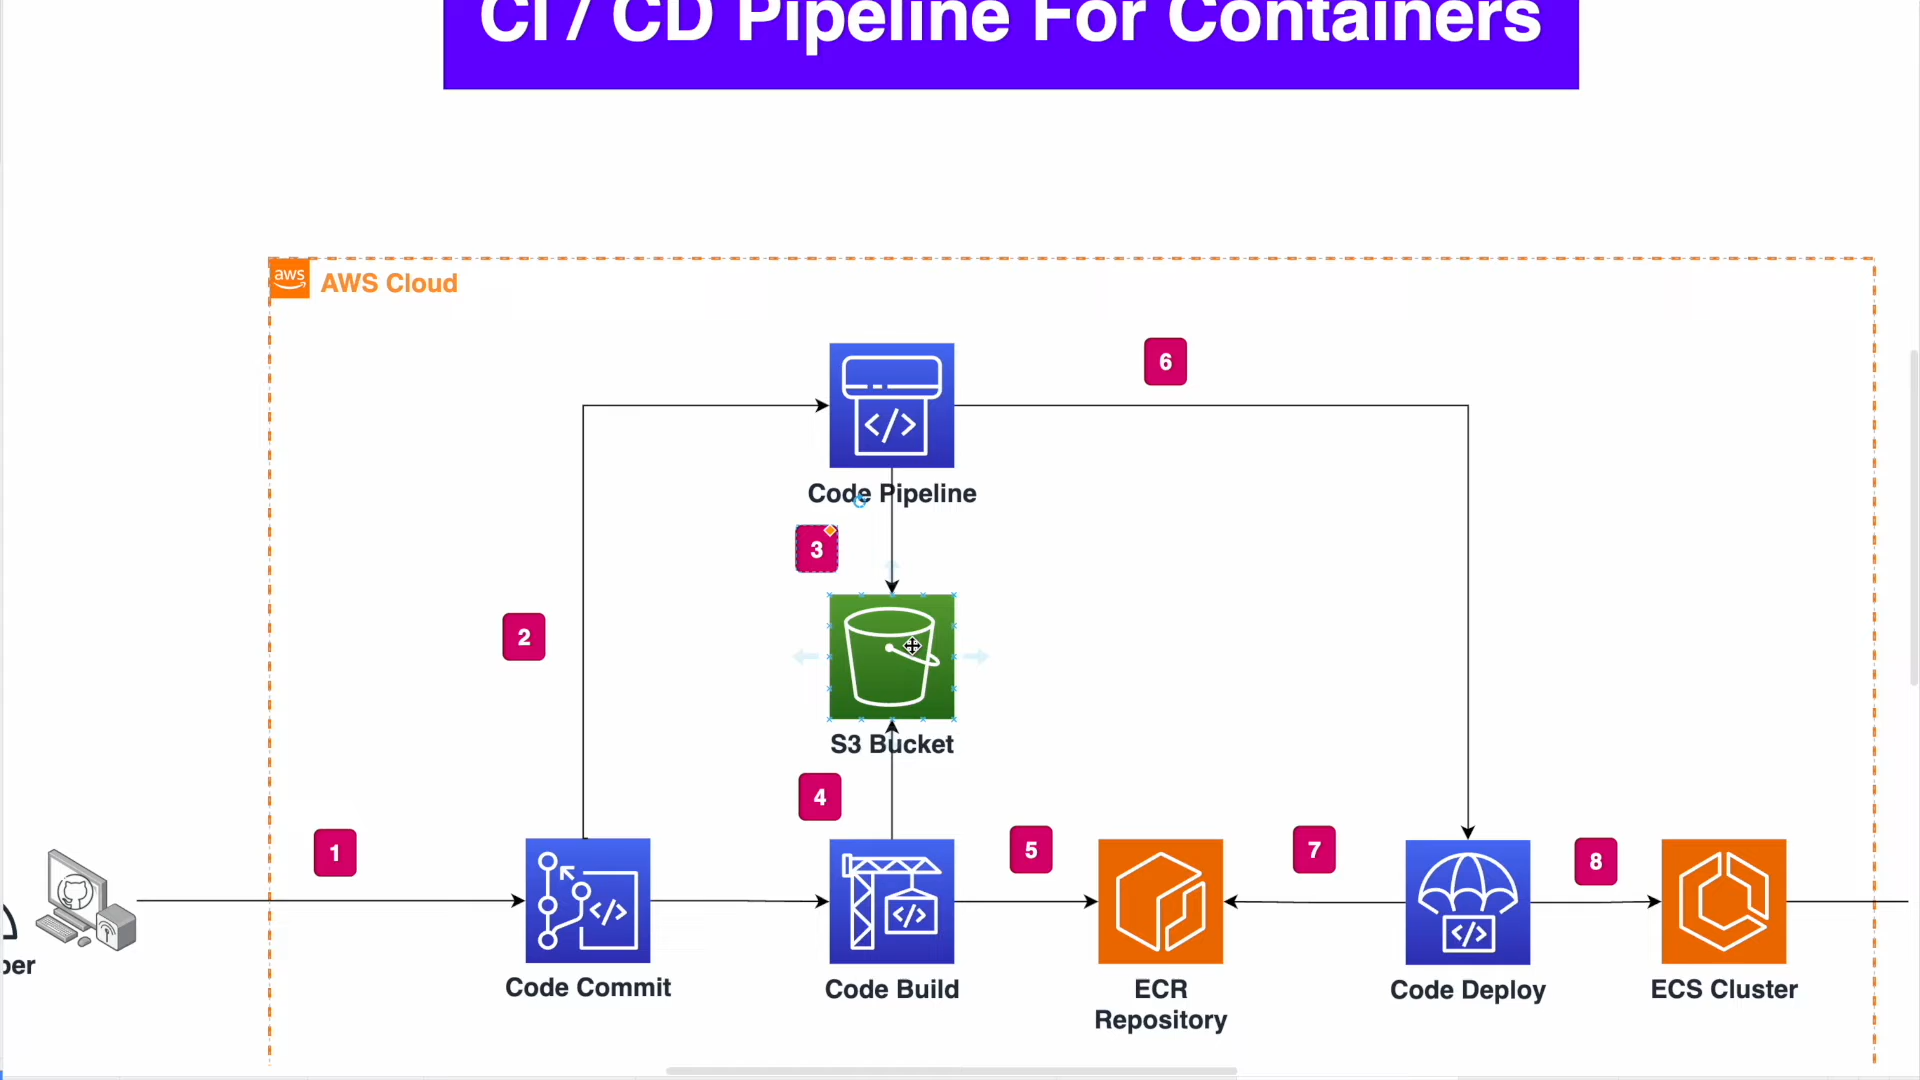 CI / CD Pipeline For Containers
aws
AWS Cloud
6
</>
Code Pipeline
3
2
S3 Bucket
4
1
5
7
8
</>
</>
</>
per
Code Commit
Code Build
ECR
Repository
Code Deploy
ECS Cluster